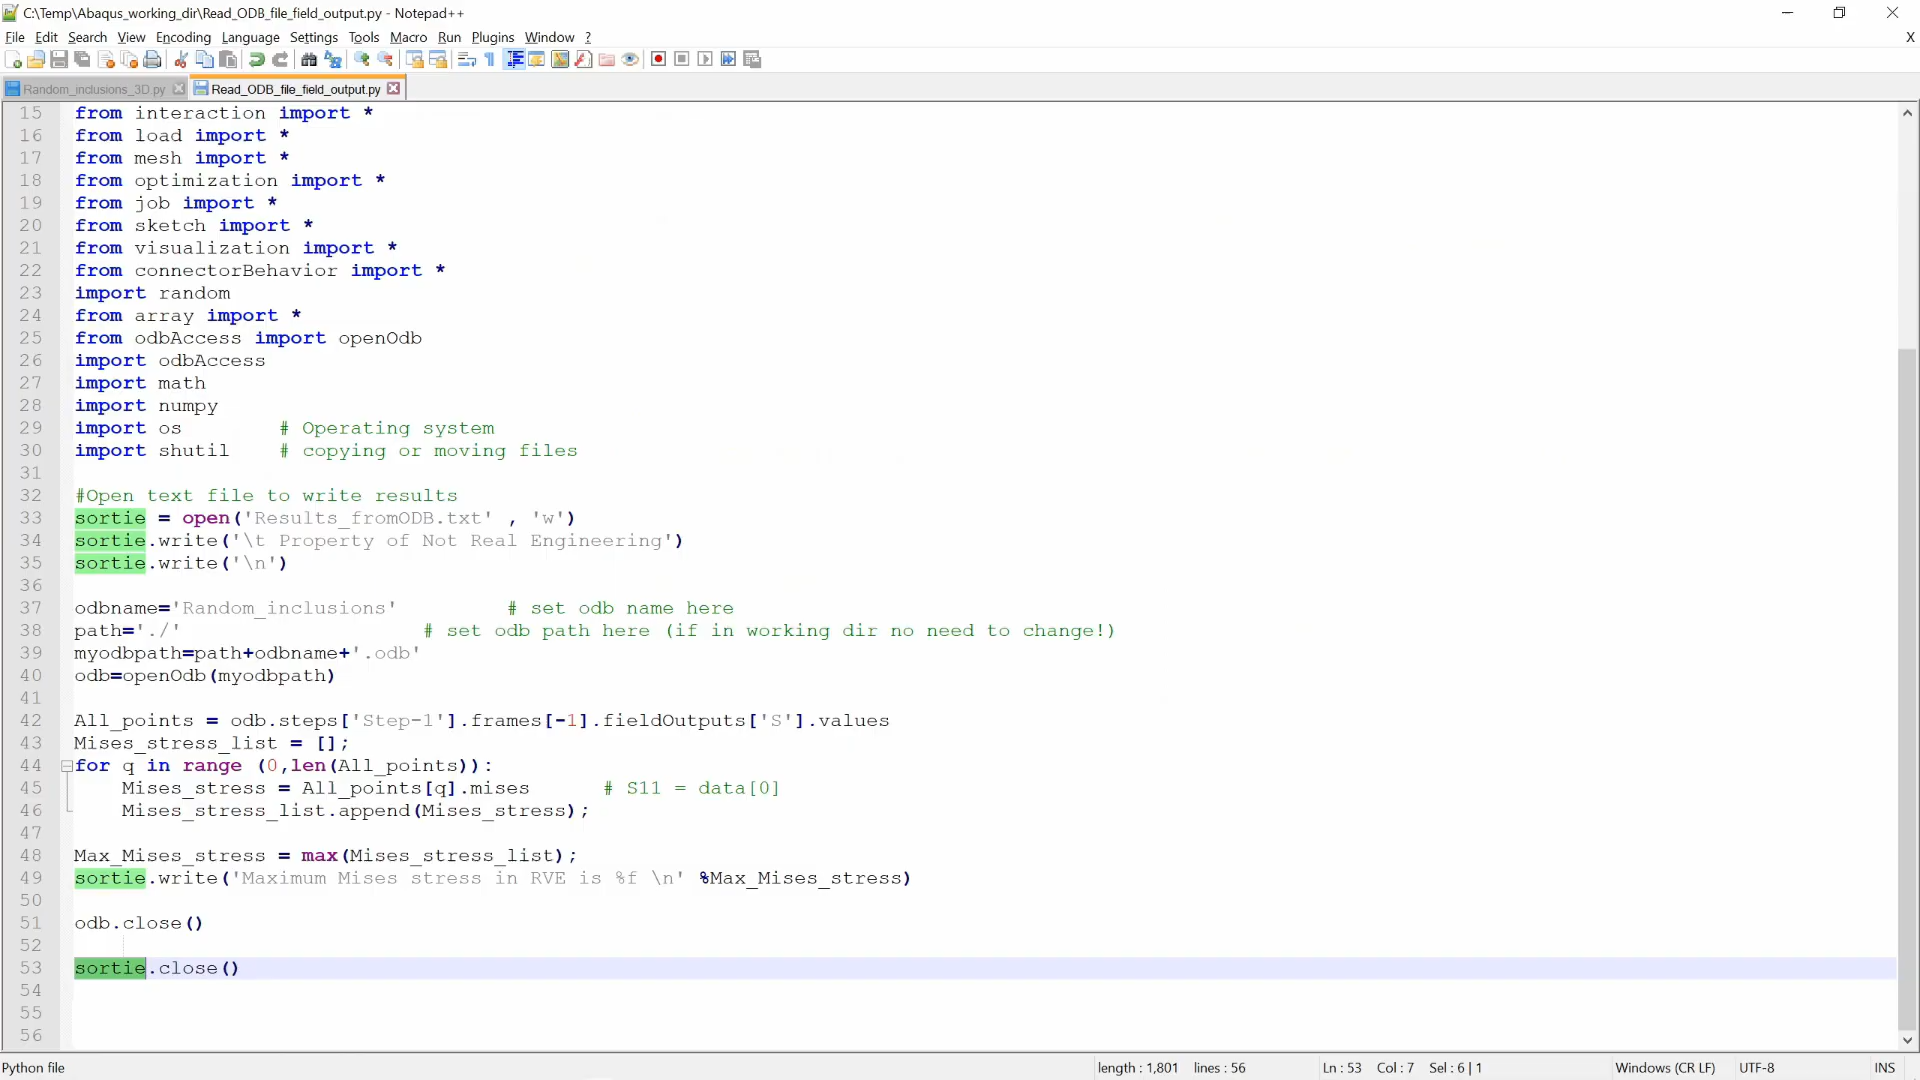 C:\Temp\Abaqus_working_dir\Read_ODB_file_field_output.py - Notepad++
File Edit Search View Encoding Language Settings Tools Macro Run Plugins Window ? X
Random_inclusions_3D.py Read_ODB_file_field_output.py
15 from interaction import *
16 from load import *
17 from mesh import *
18 from optimization import *
19 from job import *
20 from sketch import *
21 from visualization import *
22 from connectorBehavior import *
23 import random
24 from array import *
25 from odbAccess import openOdb
26 import odbAccess
27 import math
28 import numpy
29 import os # Operating system
30 import shutil # copying or moving files
31
32 #Open text file to write results
33 sortie = open('Results_fromODB.txt' , 'w')
34 sortie.write('\t Property of Not Real Engineering')
35 sortie.write('\n')
36
37 odbname='Random_inclusions' # set odb name here
38 path='./' # set odb path here (if in working dir no need to change!)
39 myodbpath=path+odbname+'.odb'
40 odb=openOdb(myodbpath)
41
42 All_points = odb.steps['Step-1'].frames[-1].fieldOutputs['S'].values
43 Mises_stress_list = [];
44 for q in range (0,len(All_points)):
45 Mises_stress = All_points[q].mises # S11 = data[0]
46 Mises_stress_list.append(Mises_stress);
47
48 Max_Mises_stress = max(Mises_stress_list);
49 sortie.write('Maximum Mises stress in RVE is %f \n' %Max_Mises_stress)
50
51 odb.close()
52
53 sortie.close()
54
55
56
Python file length : 1,801 lines : 56 Ln : 53 Col : 7 Sel : 6 | 1 Windows (CR LF) UTF-8 INS